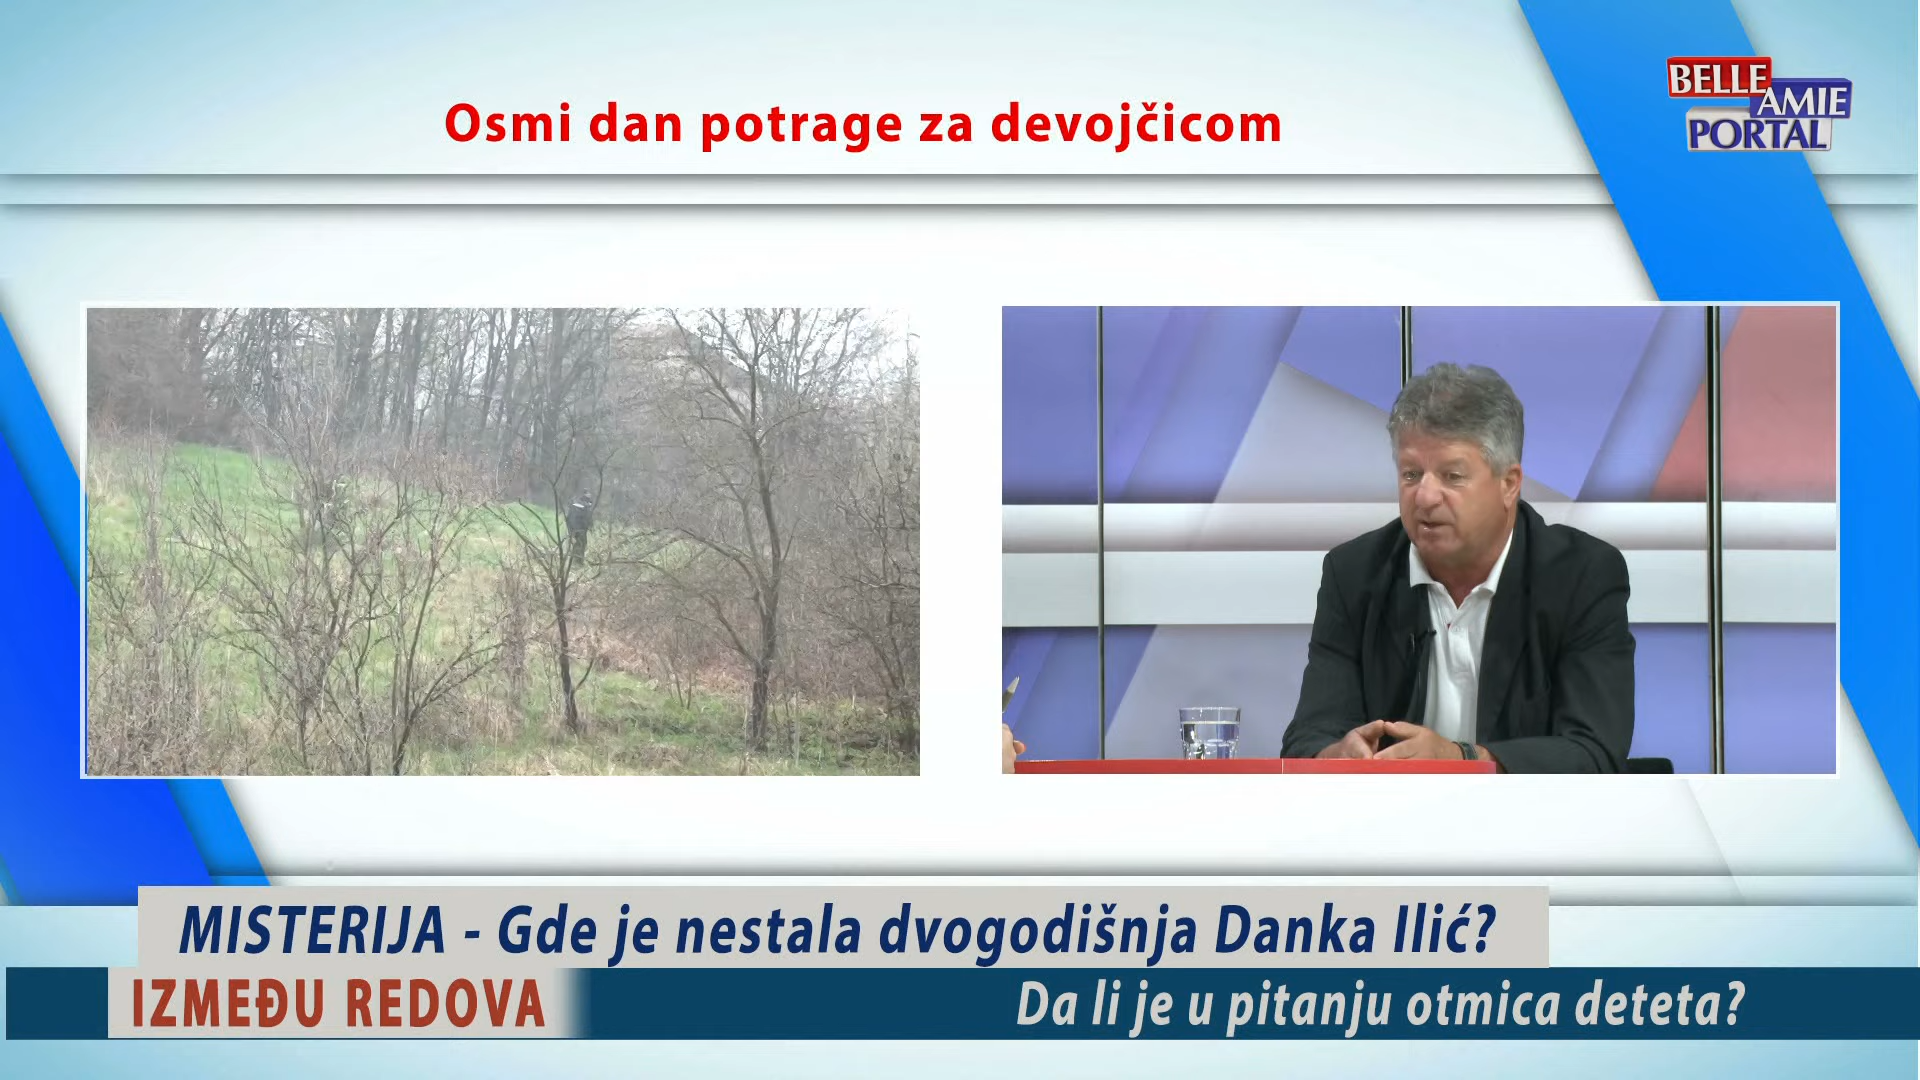 Osmi dan potrage za devojčicom
BELLE
AMIE
PORTAL
MISTERIJA - Gde je nestala dvogodišnja Danka Ilić?
IZMEĐU REDOVA
Da li je u pitanju otmica deteta?